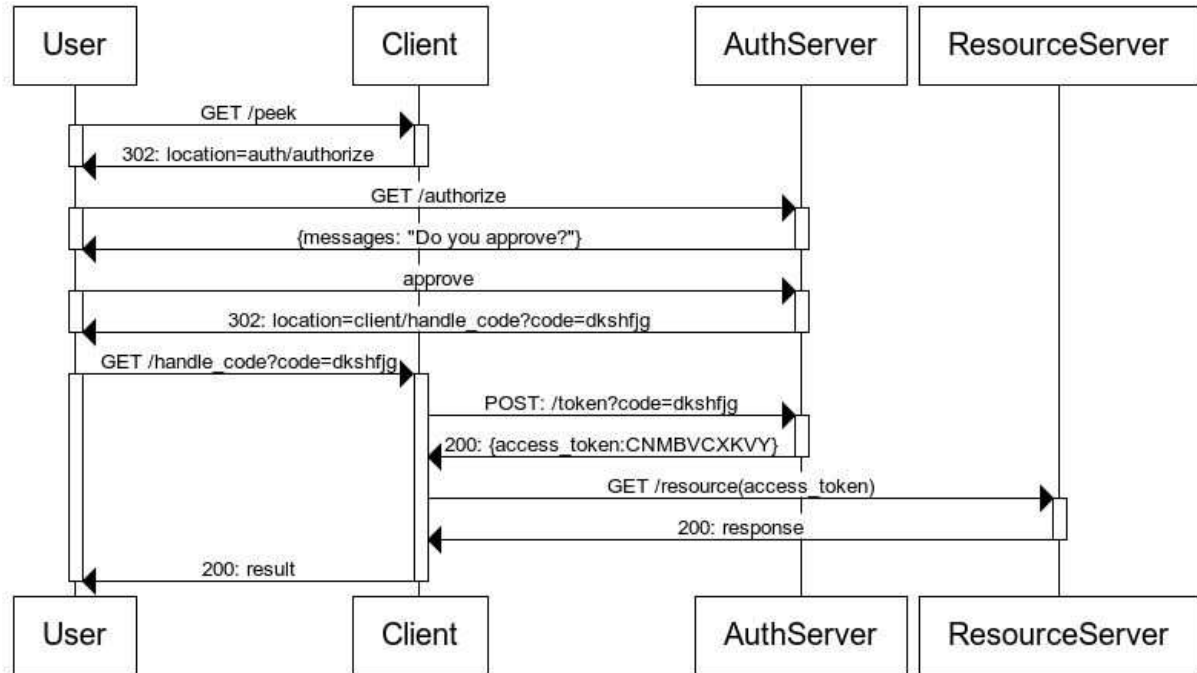 User
Client
AuthServer
ResourceServer
GET /peek
302: location=auth/authorize
GET /authorize
{messages: "Do you approve?"}
approve
302: location=client/handle_code?code=dkshfjg
GET /handle_code?code=dkshfjg
POST: /token?code=dkshfjg
200: {access_token:CNMBVCXKVY}
GET /resource(access_token)
200: response
200: result
User
Client
AuthServer
ResourceServer